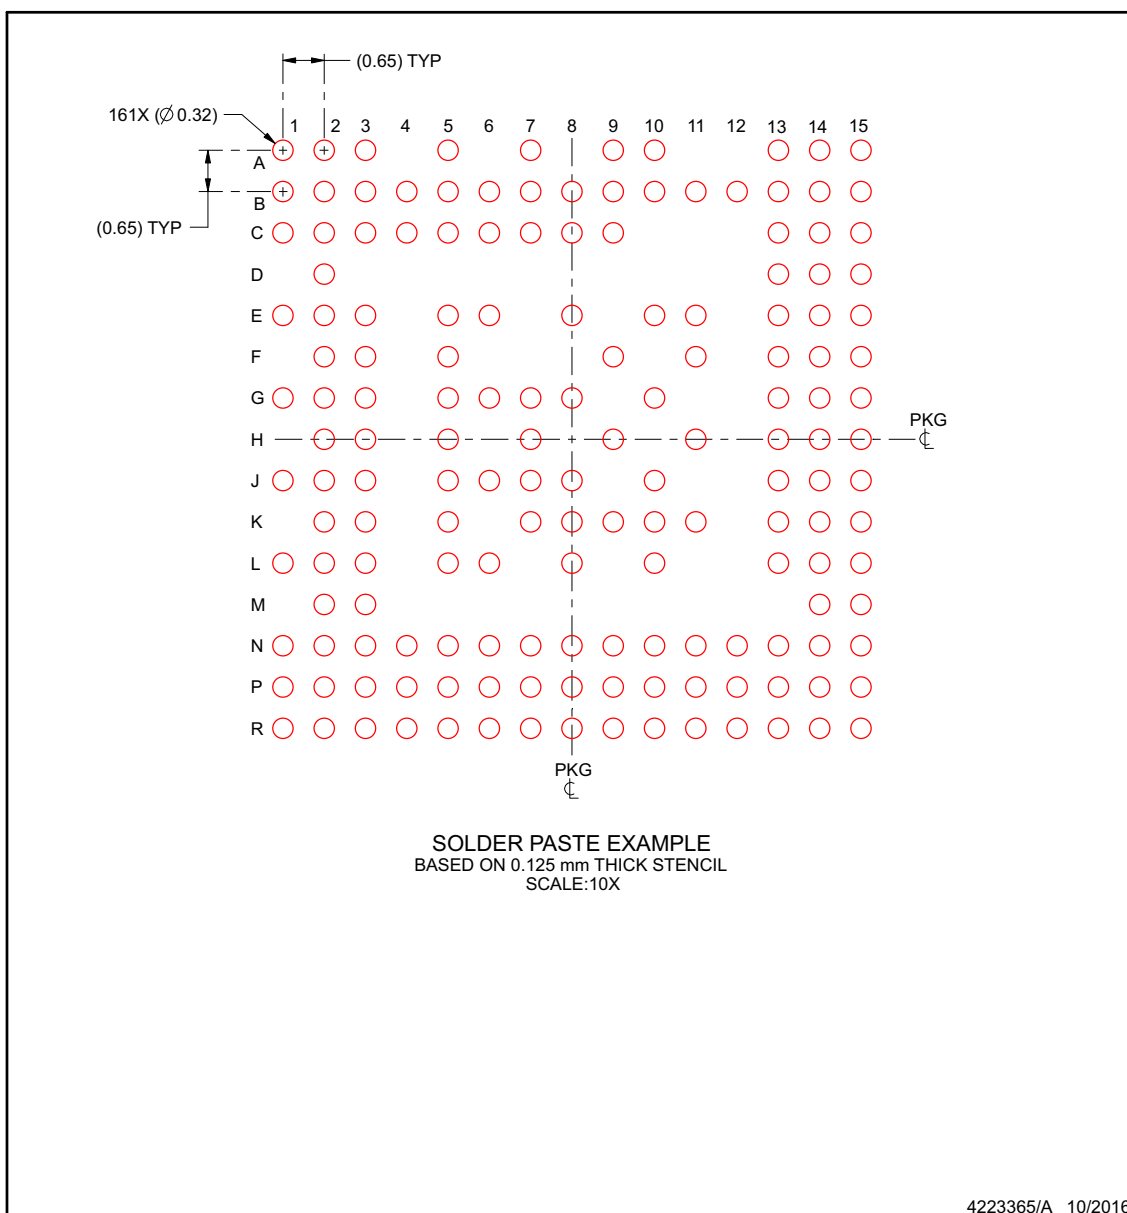 (0.65) TYP
161X (∅ 0.32)
1 2 3 4 5 6 7 8 9 10 11 12 13 14 15
A
B
(0.65) TYP
C
D
E
F
G
PKG
H
℄
J
K
L
M
N
P
R
PKG
℄
SOLDER PASTE EXAMPLE
BASED ON 0.125 mm THICK STENCIL
SCALE:10X
4223365/A 10/2016